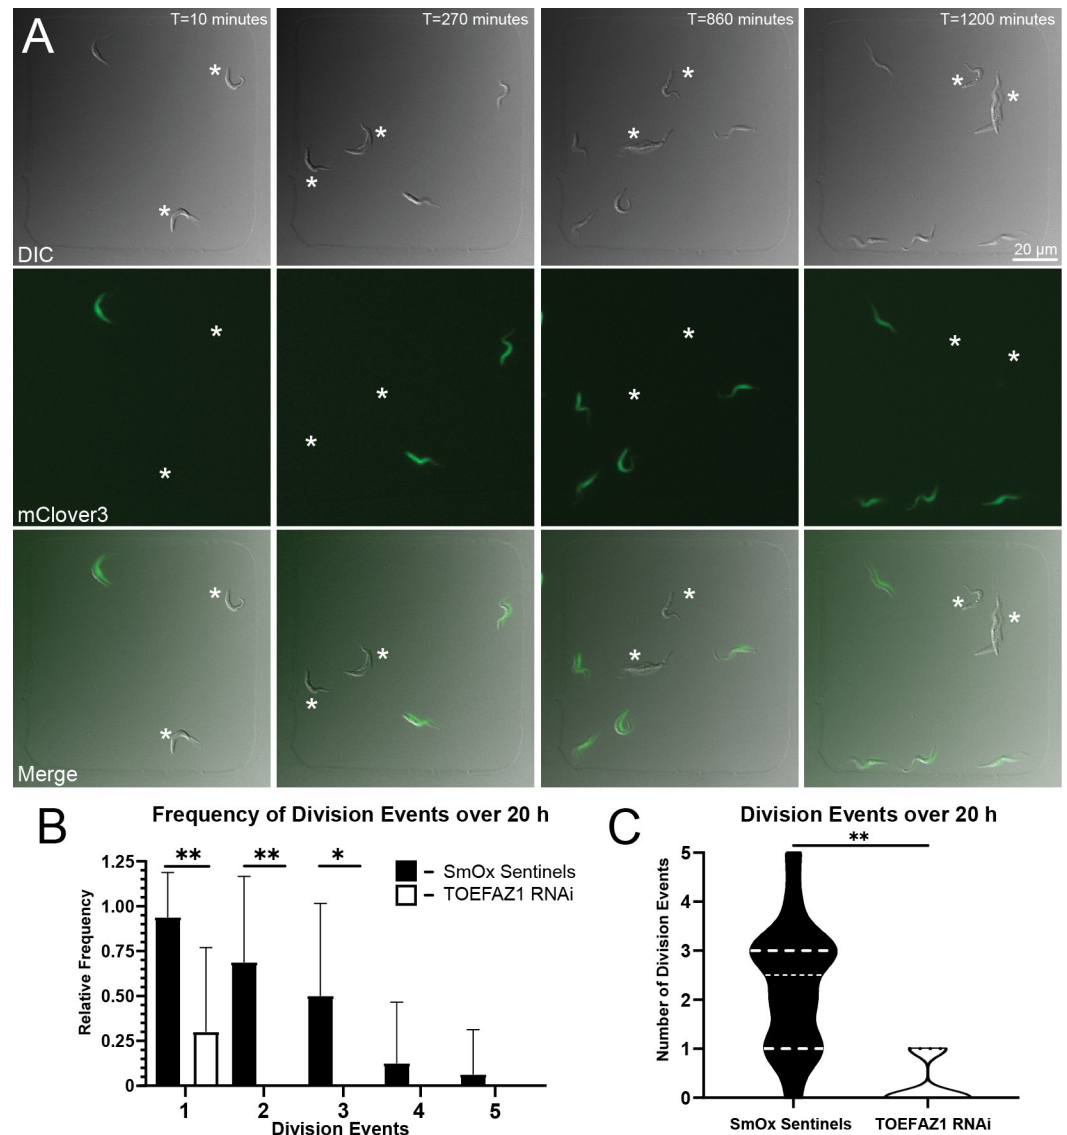 A
T=10 minutes
T=270 minutes
T=860 minutes
T=1200 minutes
*
*
*
*
*
*
*
*
DIC
20 µm
*
*
*
*
*
*
*
*
mClover3
*
*
*
*
*
*
*
*
Merge
B
Frequency of Division Events over 20 h
** ** *
SmOx Sentinels
TOEFAZ1 RNAi
Relative Frequency
1.25
1.00
0.75
0.50
0.25
0
1 2 3 4 5
Division Events
C
Division Events over 20 h
**
Number of Division Events
5
4
3
2
1
0
SmOx Sentinels TOEFAZ1 RNAi